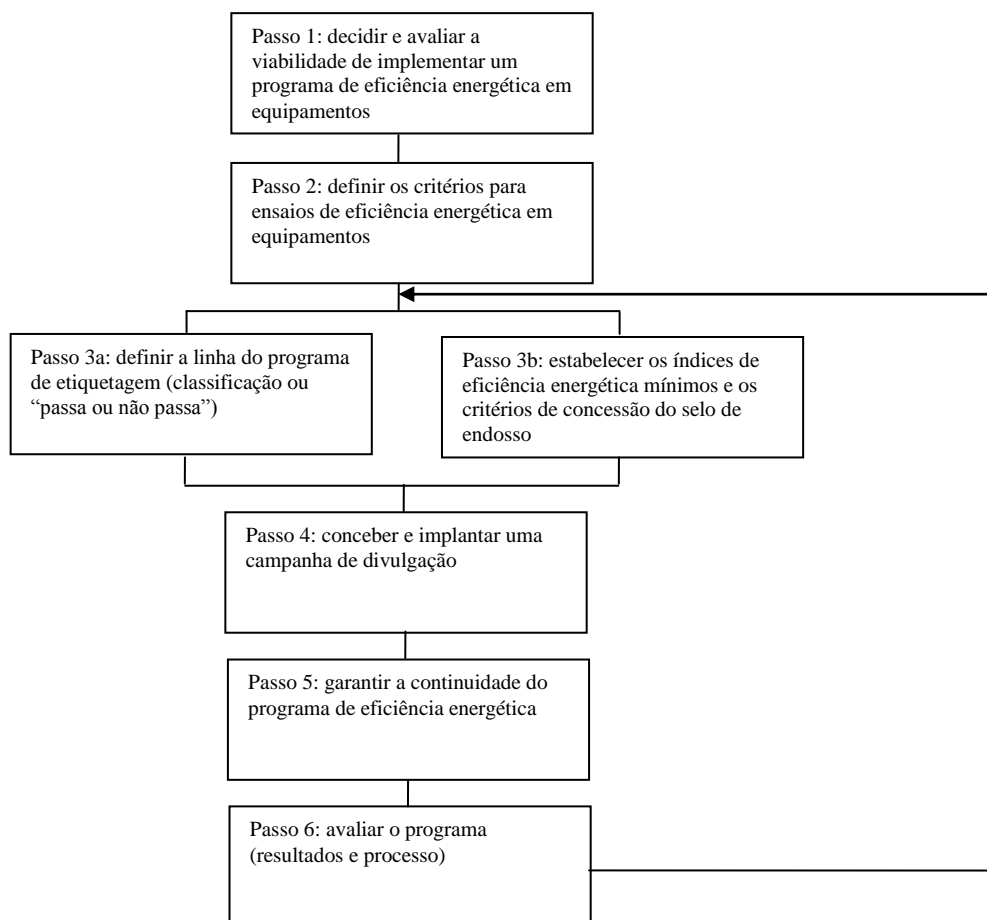 Passo 1: decidir e avaliar a
viabilidade de implementar um
programa de eficiência energética em
equipamentos
Passo 2: definir os critérios para
ensaios de eficiência energética em
equipamentos
Passo 3a: definir a linha do programa
de etiquetagem (classificação ou
“passa ou não passa”)
Passo 3b: estabelecer os índices de
eficiência energética mínimos e os
critérios de concessão do selo de
endosso
Passo 4: conceber e implantar uma
campanha de divulgação
Passo 5: garantir a continuidade do
programa de eficiência energética
Passo 6: avaliar o programa
(resultados e processo)